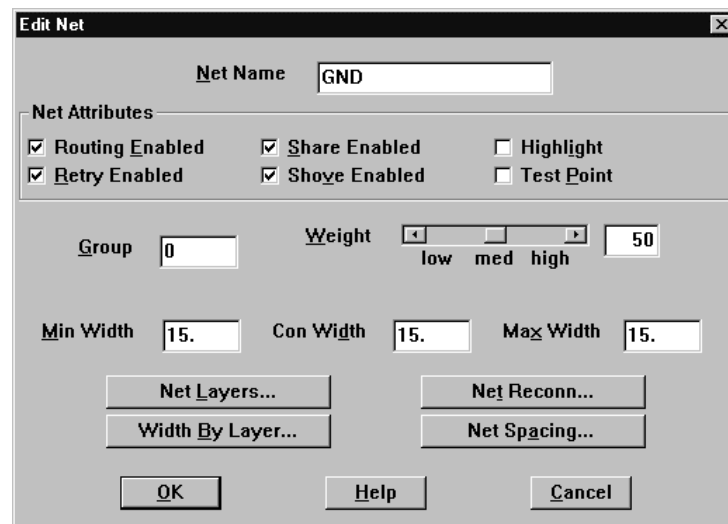 Edit Net
Net Name GND
Net Attributes
Routing Enabled Share Enabled Highlight
Retry Enabled Shove Enabled Test Point
Group 0 Weight 50
low med high
Min Width 15. Con Width 15. Max Width 15.
Net Layers... Net Reconn...
Width By Layer... Net Spacing...
OK Help Cancel